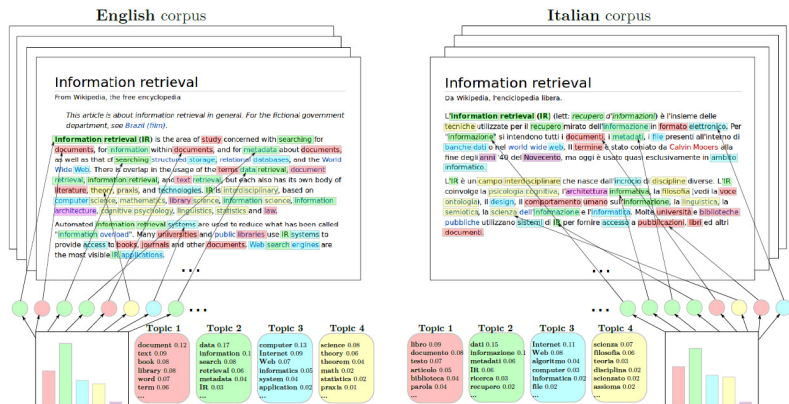 English corpus
Information retrieval
From Wikipedia, the free encyclopedia
This article is about information retrieval in general. For the fictional government
department, see Brazil (film).
Information retrieval (IR) is the area of study concerned with searching for
documents, for information within documents, and for metadata about documents,
as well as that of searching structured storage, relational databases, and the World
Wide Web. There is overlap in the usage of the terms data retrieval, document
retrieval, information retrieval, and text retrieval, but each also has its own body of
literature, theory, praxis, and technologies. IR is interdisciplinary, based on
computer science, mathematics, library science, information science, information
architecture, cognitive psychology, linguistics, statistics and law.
Automated information retrieval systems are used to reduce what has been called
"information overload". Many universities and public libraries use IR systems to
provide access to books, journals and other documents. Web search engines are
the most visible IR applications.
...
...
Topic 1
document 0.12
text 0.09
book 0.08
library 0.08
word 0.07
term 0.06
...
Topic 2
data 0.17
information 0.1
search 0.08
retrieval 0.06
metadata 0.04
IR 0.03
...
Topic 3
computer 0.13
Internet 0.09
Web 0.07
informatics 0.05
system 0.04
application 0.02
...
Topic 4
science 0.08
theory 0.06
theorem 0.04
math 0.02
statistics 0.02
praxis 0.01
...
Italian corpus
Information retrieval
Da Wikipedia, l'enciclopedia libera.
L'Information retrieval (IR) (lett: recupero d'informazioni) è l'insieme delle
tecniche utilizzate per il recupero mirato dell'informazione in formato elettronico. Per
"informazione" si intendono tutti i documenti, i metadati, i file presenti all'interno di
banche dati o nel world wide web. Il termine è stato coniato da Calvin Mooers alla
fine degli anni '40 del Novecento, ma oggi è usato quasi esclusivamente in ambito
informatico.
L'IR è un campo interdisciplinare che nasce dall'incrocio di discipline diverse. L'IR
coinvolge la psicologia cognitiva, l'architettura informativa, la filosofia (vedi la voce
ontologia), il design, il comportamento umano sull'informazione, la linguistica, la
semiotica, la scienza dell'informazione e l'informatica. Molte università e biblioteche
pubbliche utilizzano sistemi di IR per fornire accesso a pubblicazioni, libri ed altri
documenti.
...
...
Topic 1
libro 0.09
documento 0.08
testo 0.07
articolo 0.05
biblioteca 0.04
parola 0.04
...
Topic 2
dati 0.15
informazione 0.1
metadati 0.06
IR 0.06
ricerca 0.03
recupero 0.02
...
Topic 3
Internet 0.11
Web 0.08
algoritmo 0.04
computer 0.03
informatica 0.02
file 0.02
...
Topic 4
scienza 0.07
filosofia 0.06
teoria 0.03
disciplina 0.02
scienziato 0.02
assioma 0.02
...